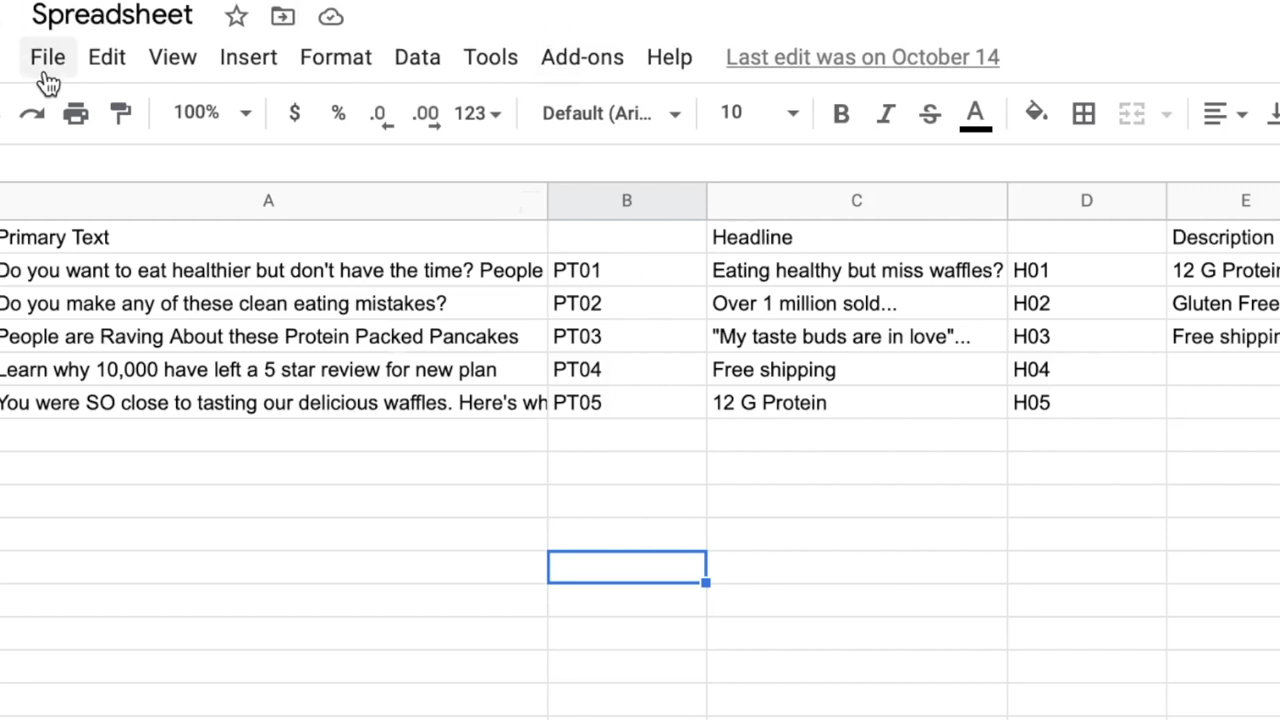 Spreadsheet
File Edit View Insert Format Data Tools Add-ons Help Last edit was on October 14
100% $ % .0 .00 123 Default (Ari... 10 B I S A
A B C D E
Primary Text Headline Description
Do you want to eat healthier but don't have the time? People PT01 Eating healthy but miss waffles? H01 12 G Protein
Do you make any of these clean eating mistakes? PT02 Over 1 million sold... H02 Gluten Free
People are Raving About these Protein Packed Pancakes PT03 "My taste buds are in love"... H03 Free shippin
Learn why 10,000 have left a 5 star review for new plan PT04 Free shipping H04
You were SO close to tasting our delicious waffles. Here's wh PT05 12 G Protein H05